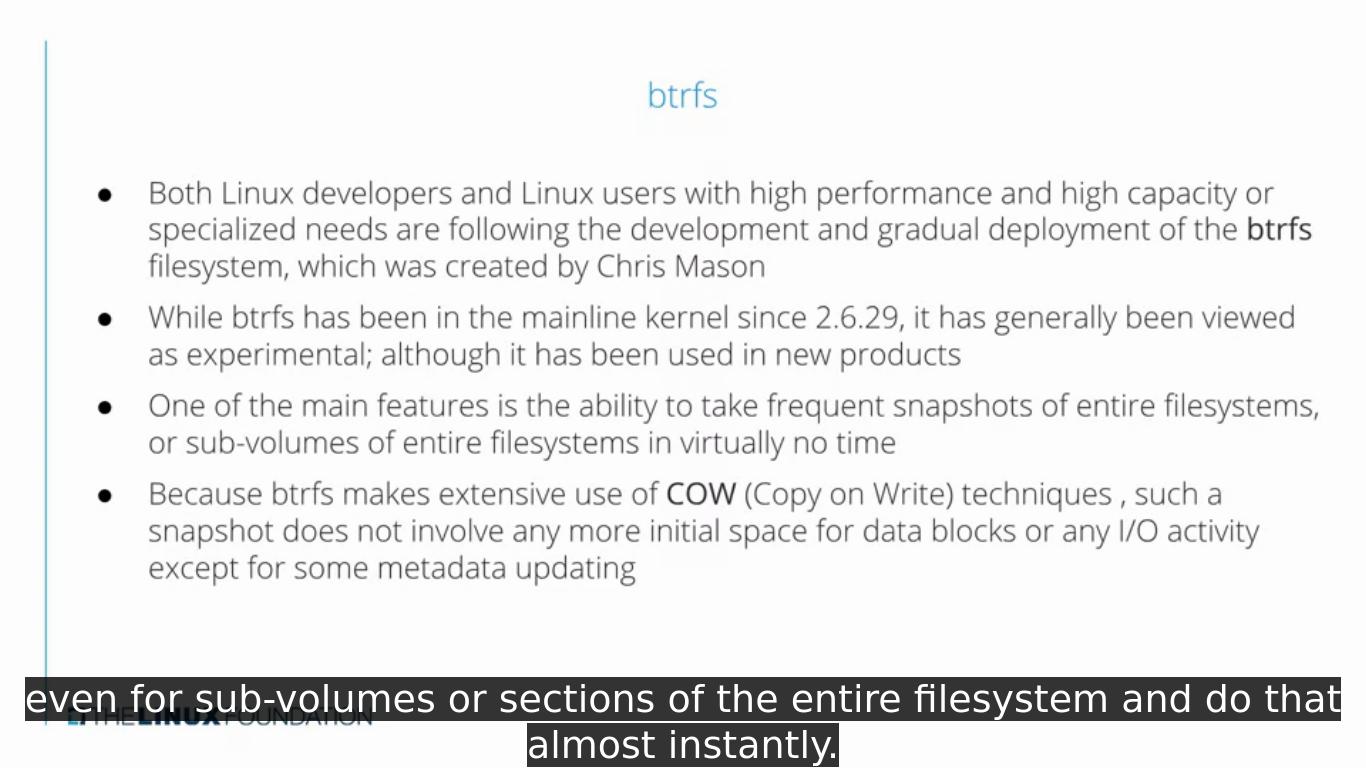 btrfs
● Both Linux developers and Linux users with high performance and high capacity or
specialized needs are following the development and gradual deployment of the btrfs
filesystem, which was created by Chris Mason
● While btrfs has been in the mainline kernel since 2.6.29, it has generally been viewed
as experimental; although it has been used in new products
● One of the main features is the ability to take frequent snapshots of entire filesystems,
or sub-volumes of entire filesystems in virtually no time
● Because btrfs makes extensive use of COW (Copy on Write) techniques , such a
snapshot does not involve any more initial space for data blocks or any I/O activity
except for some metadata updating
even for sub-volumes or sections of the entire filesystem and do that
THE LINUX FOUNDATION
almost instantly.